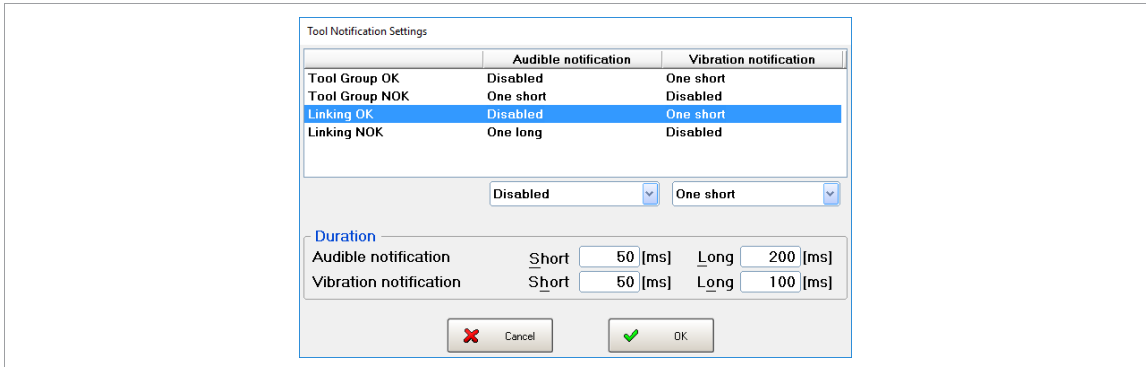 Tool Notification Settings
Audible notification Vibration notification
Tool Group OK Disabled One short
Tool Group NOK One short Disabled
Linking OK Disabled One short
Linking NOK One long Disabled
Disabled One short
Duration
Audible notification Short 50 [ms] Long 200 [ms]
Vibration notification Short 50 [ms] Long 100 [ms]
Cancel OK